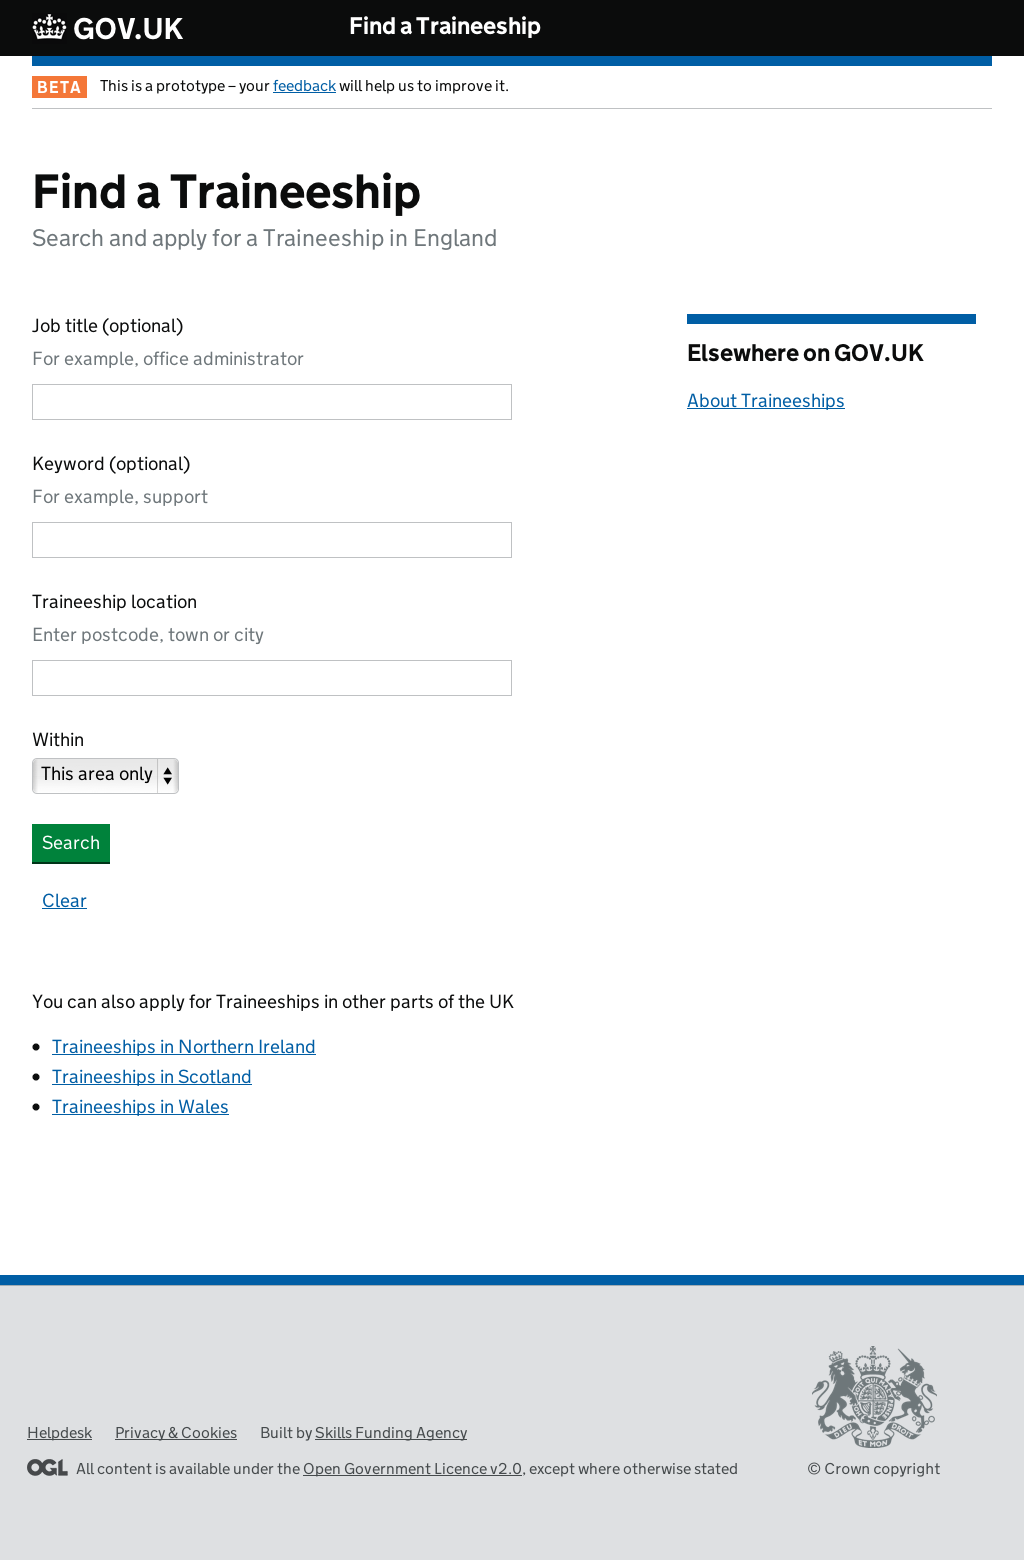 GOV.UK
Find a Traineeship
BETA This is a prototype – your feedback will help us to improve it.
Find a Traineeship
Search and apply for a Traineeship in England
Job title (optional)
For example, office administrator
Elsewhere on GOV.UK
About Traineeships
Keyword (optional)
For example, support
Traineeship location
Enter postcode, town or city
Within
This area only
Search
Clear
You can also apply for Traineeships in other parts of the UK
Traineeships in Northern Ireland
Traineeships in Scotland
Traineeships in Wales
Helpdesk Privacy & Cookies Built by Skills Funding Agency
OGL All content is available under the Open Government Licence v2.0, except where otherwise stated
DIEU ET MON DROIT
© Crown copyright